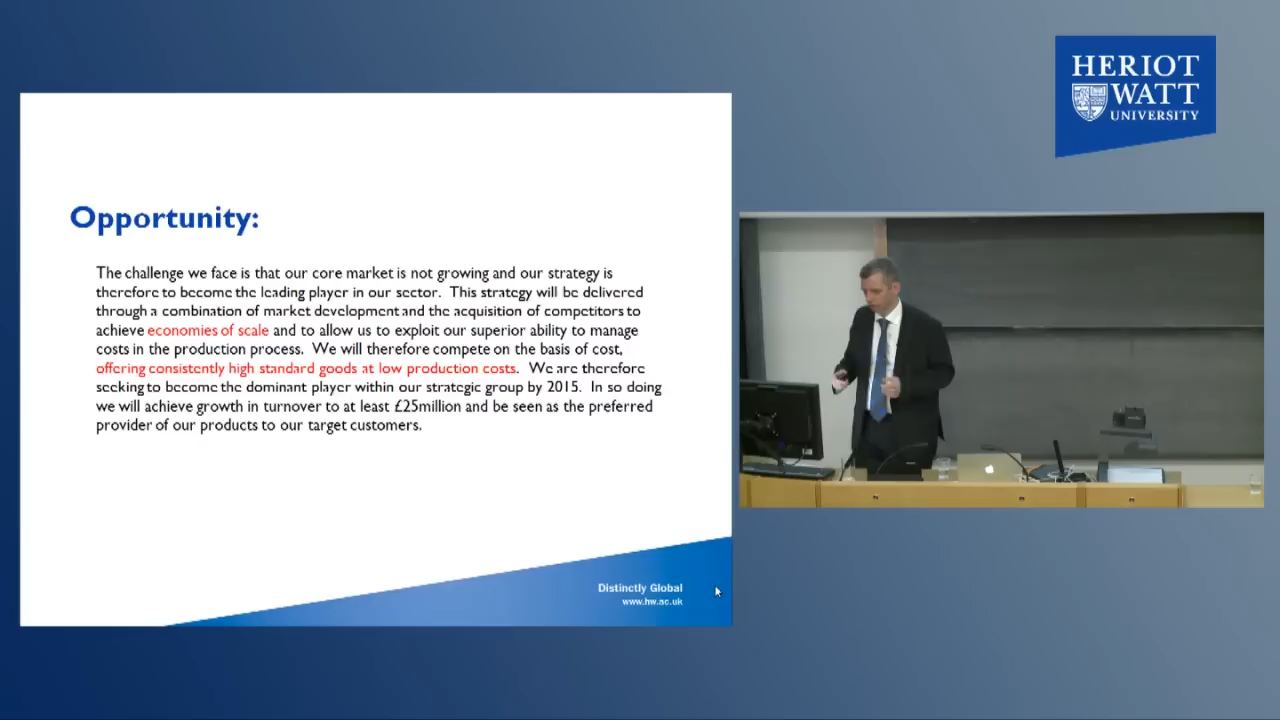 HERIOT
WATT
UNIVERSITY
Opportunity:
The challenge we face is that our core market is not growing and our strategy is
therefore to become the leading player in our sector. This strategy will be delivered
through a combination of market development and the acquisition of competitors to
achieve economies of scale and to allow us to exploit our superior ability to manage
costs in the production process. We will therefore compete on the basis of cost,
offering consistently high standard goods at low production costs. We are therefore
seeking to become the dominant player within our strategic group by 2015. In so doing
we will achieve growth in turnover to at least £25million and be seen as the preferred
provider of our products to our target customers.
Distinctly Global
www.hw.ac.uk